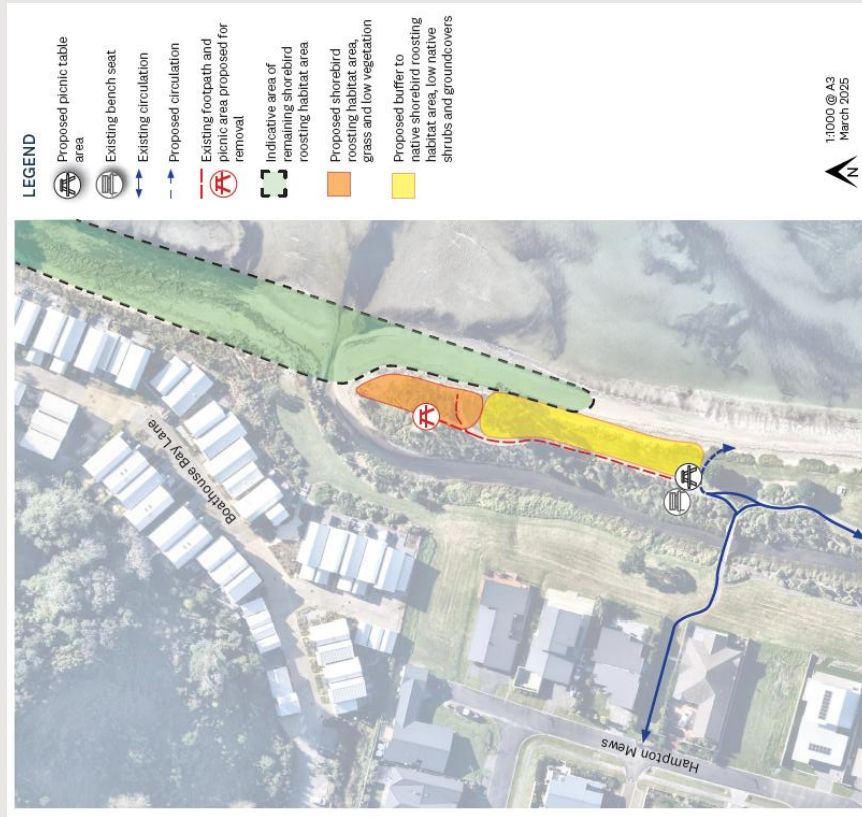 LEGEND
Proposed picnic table
area
Existing bench seat
Existing circulation
Proposed circulation
Existing footpath and
picnic area proposed for
removal
Indicative area of
remaining shorebird
roosting habitat area
Proposed shorebird
roosting habitat area,
grass and low vegetation
Proposed buffer to
native shorebird roosting
habitat area, low native
shrubs and groundcovers
1:1000 @ A3
March 2025
N
Boathouse Bay Lane
Hampton Mews